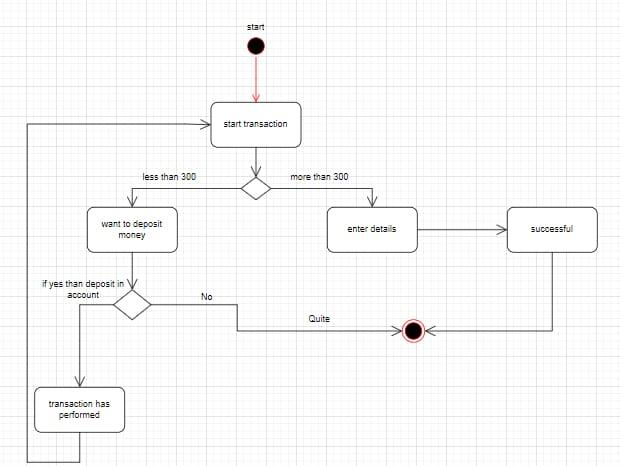 start
start transaction
less than 300
more than 300
want to deposit
money
enter details
successful
if yes than deposit in
account
No
Quite
transaction has
performed